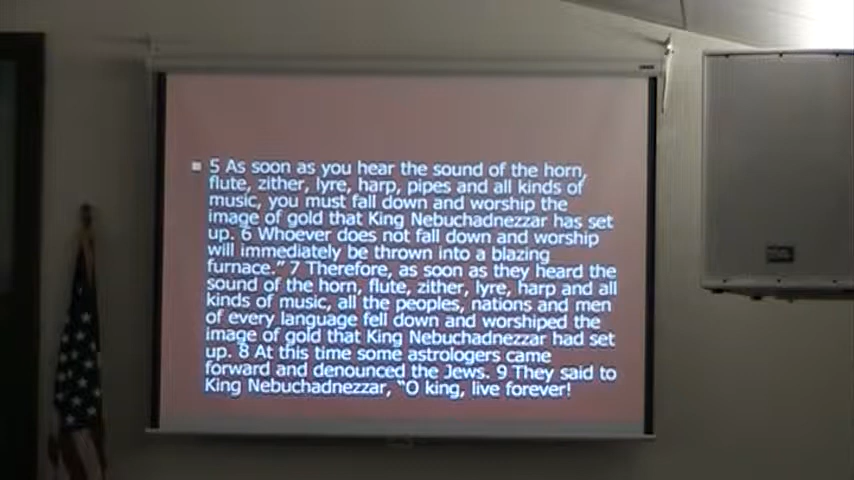 5 As soon as you hear the sound of the horn,
flute, zither, lyre, harp, pipes and all kinds of
music, you must fall down and worship the
image of gold that King Nebuchadnezzar has set
up. 6 Whoever does not fall down and worship
will immediately be thrown into a blazing
furnace.” 7 Therefore, as soon as they heard the
sound of the horn, flute, zither, lyre, harp and all
kinds of music, all the peoples, nations and men
of every language fell down and worshiped the
image of gold that King Nebuchadnezzar had set
up. 8 At this time some astrologers came
forward and denounced the Jews. 9 They said to
King Nebuchadnezzar, “O king, live forever!